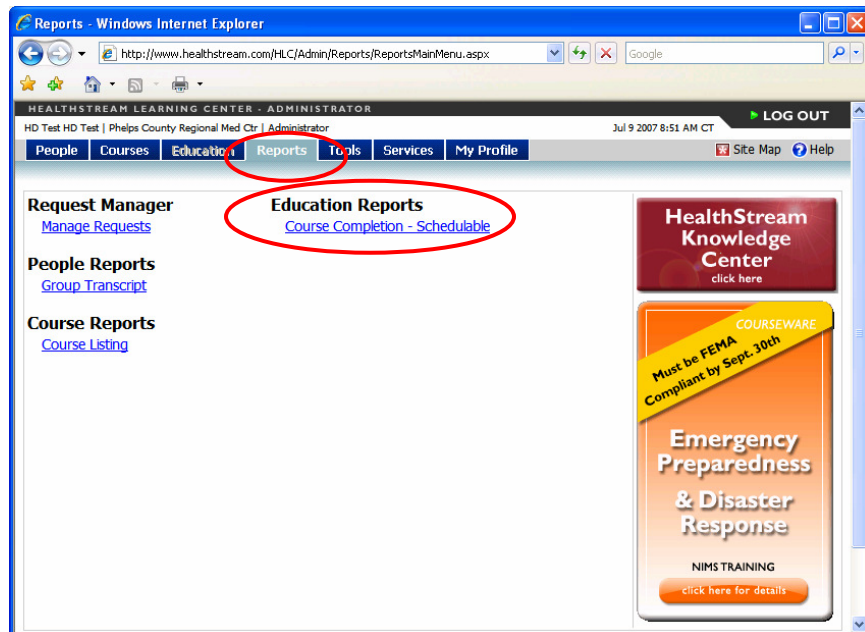 Reports - Windows Internet Explorer
http://www.healthstream.com/HLC/Admin/Reports/ReportsMainMenu.aspx
Google
HEALTHSTREAM LEARNING CENTER - ADMINISTRATOR
HD Test HD Test | Phelps County Regional Med Ctr | Administrator
Jul 9 2007 8:51 AM CT
LOG OUT
People Courses Education Reports Tools Services My Profile
Site Map Help
Request Manager
Manage Requests
People Reports
Group Transcript
Course Reports
Course Listing
Education Reports
Course Completion - Schedulable
HealthStream
Knowledge
Center
click here
COURSEWARE
Must be FEMA
Compliant by Sept. 30th
Emergency
Preparedness
& Disaster
Response
NIMS TRAINING
click here for details